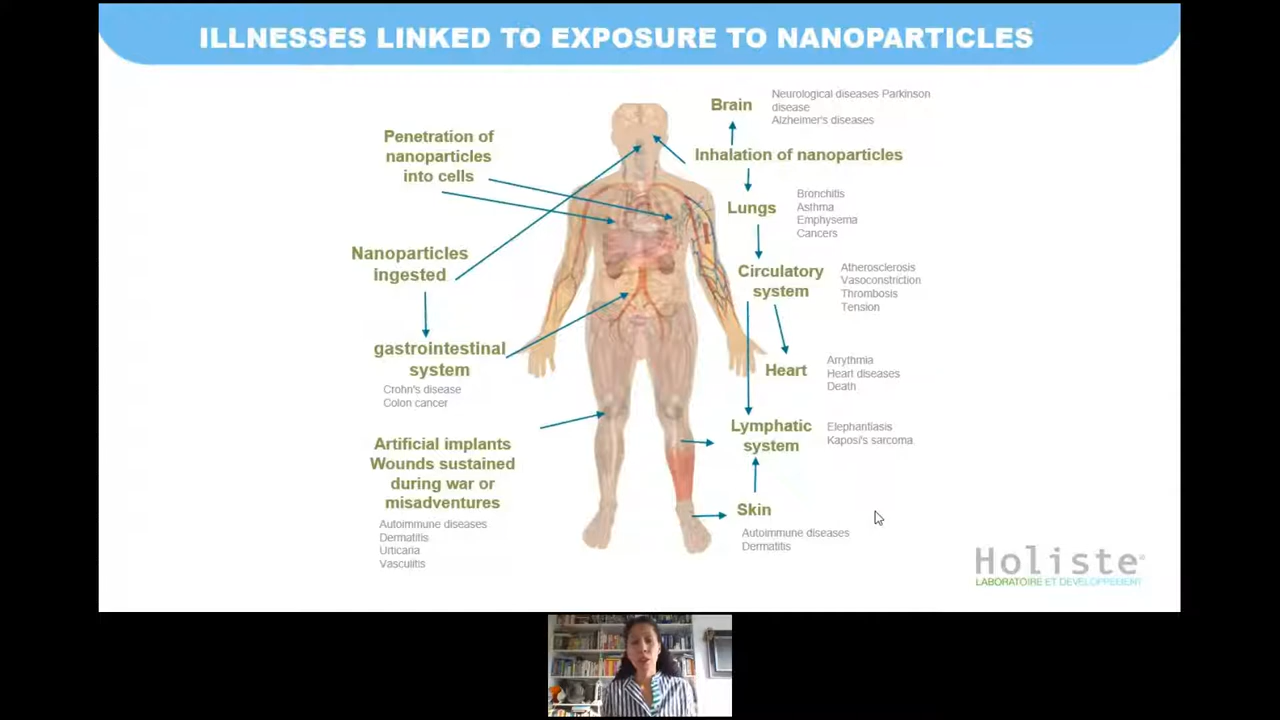 ILLNESSES LINKED TO EXPOSURE TO NANOPARTICLES
Penetration of
nanoparticles
into cells
Nanoparticles
ingested
gastrointestinal
system
Crohn's disease
Colon cancer
Artificial implants
Wounds sustained
during war or
misadventures
Autoimmune diseases
Dermatitis
Urticaria
Vasculitis
Brain
Neurological diseases Parkinson
disease
Alzheimer's diseases
Inhalation of nanoparticles
Lungs
Bronchitis
Asthma
Emphysema
Cancers
Circulatory
system
Atherosclerosis
Vasoconstriction
Thrombosis
Tension
Heart
Arrythmia
Heart diseases
Death
Lymphatic
system
Elephantiasis
Kaposi's sarcoma
Skin
Autoimmune diseases
Dermatitis
Holiste
LABORATOIRE ET DEVELOPPEMENT